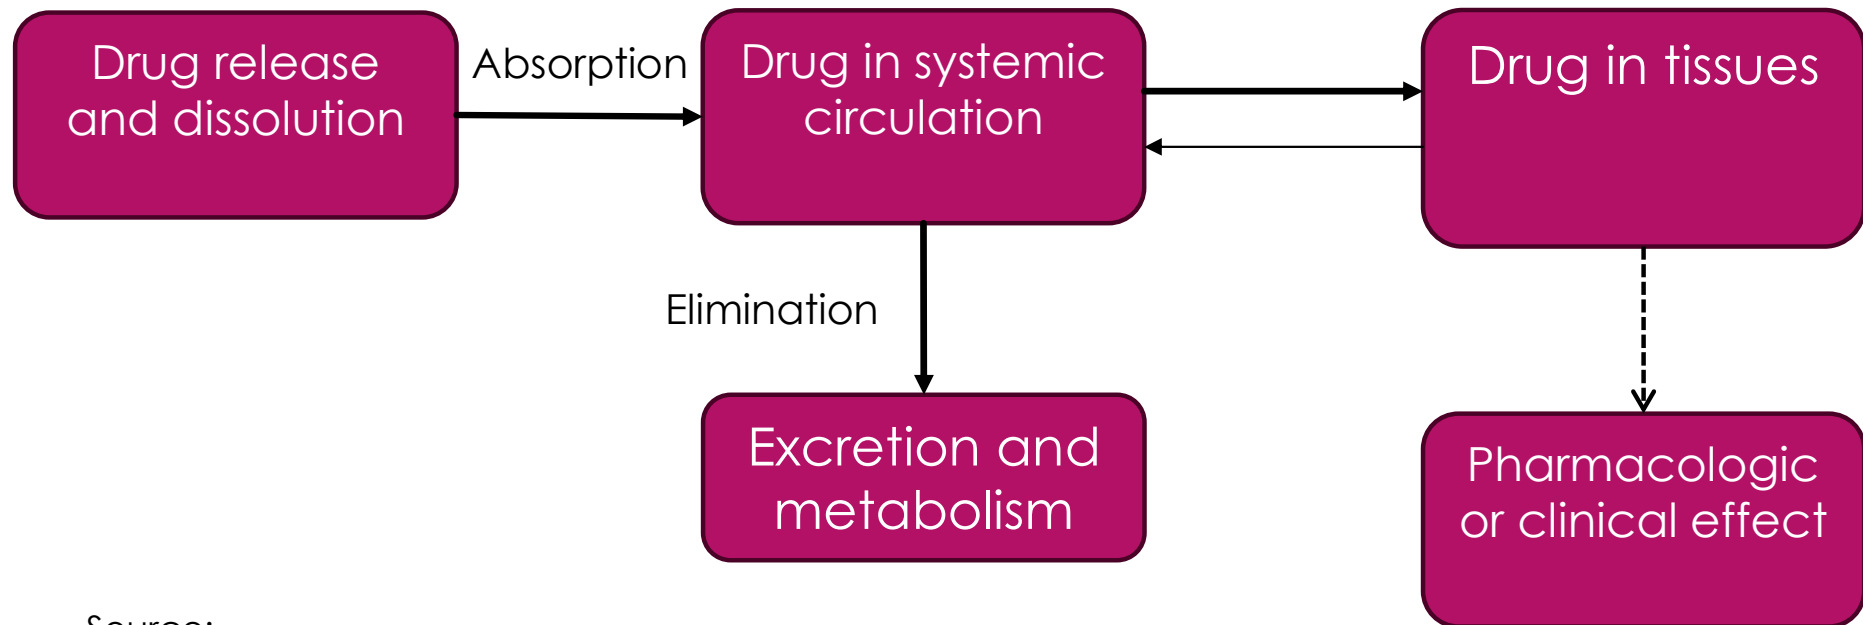 Drug release
and dissolution
Absorption
Drug in systemic
circulation
Drug in tissues
Elimination
Excretion and
metabolism
Pharmacologic
or clinical effect
Source: